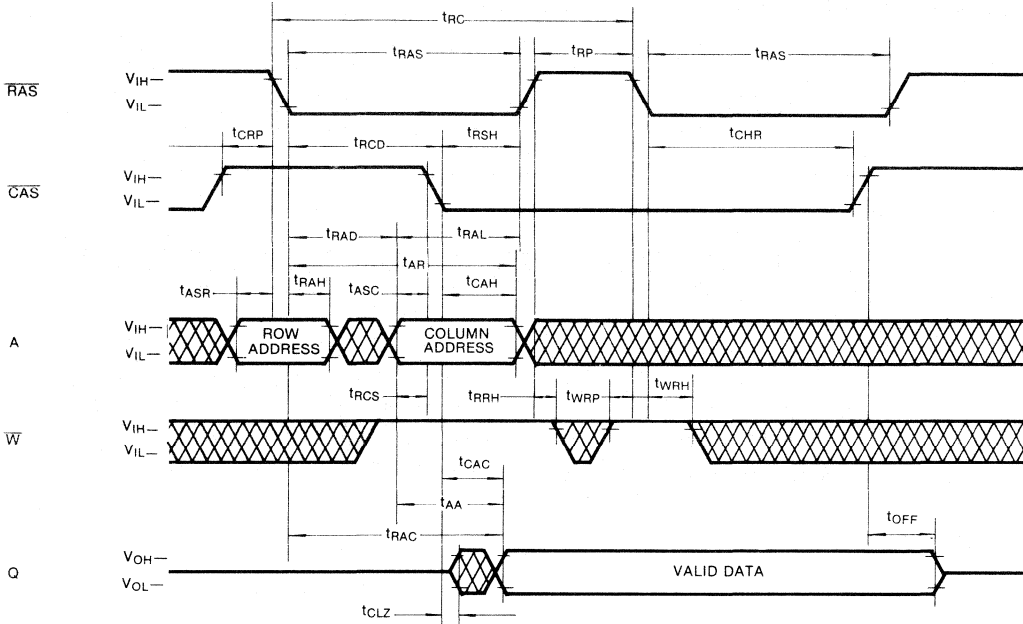 tRC
tRAS tRP tRAS
RAS VIH
VIL
tCRP tRCD tRSH tCHR
CAS VIH
VIL
tRAD tRAL
tAR
tASR tRAH tASC tCAH
A VIH ROW ADDRESS COLUMN ADDRESS
VIL
tRCS tRRH tWRP tWRH
W VIH
VIL
tCAC
tAA
tRAC tOFF
Q VOH
VOL VALID DATA
tCLZ